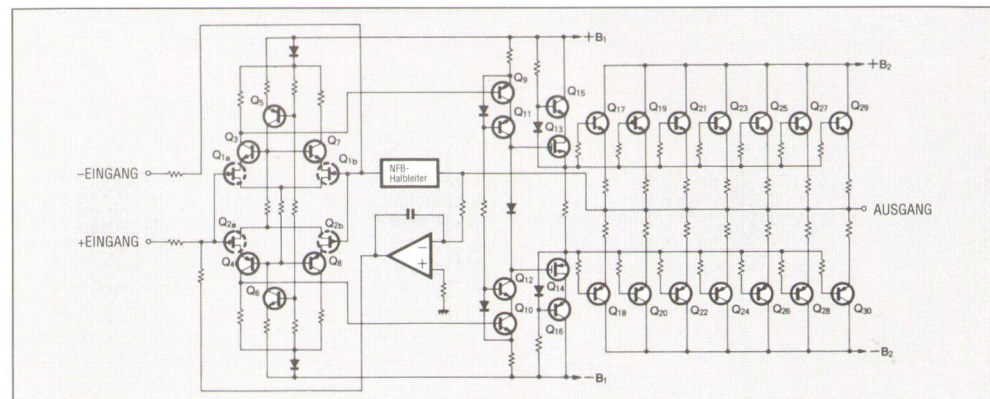 +B₁
+B₂
Q₉
Q₁₅
Q₅
Q₁₁
Q₁₃
Q₁₇
Q₁₉
Q₂₁
Q₂₃
Q₂₅
Q₂₇
Q₂₉
Q₃
Q₇
Q₁ₐ
Q₁b
−EINGANG
NFB-
Halbleiter
AUSGANG
Q₂ₐ
Q₂b
+EINGANG
−
+
Q₄
Q₈
Q₆
Q₁₂
Q₁₄
Q₁₀
Q₁₆
Q₁₈
Q₂₀
Q₂₂
Q₂₄
Q₂₆
Q₂₈
Q₃₀
−B₂
−B₁